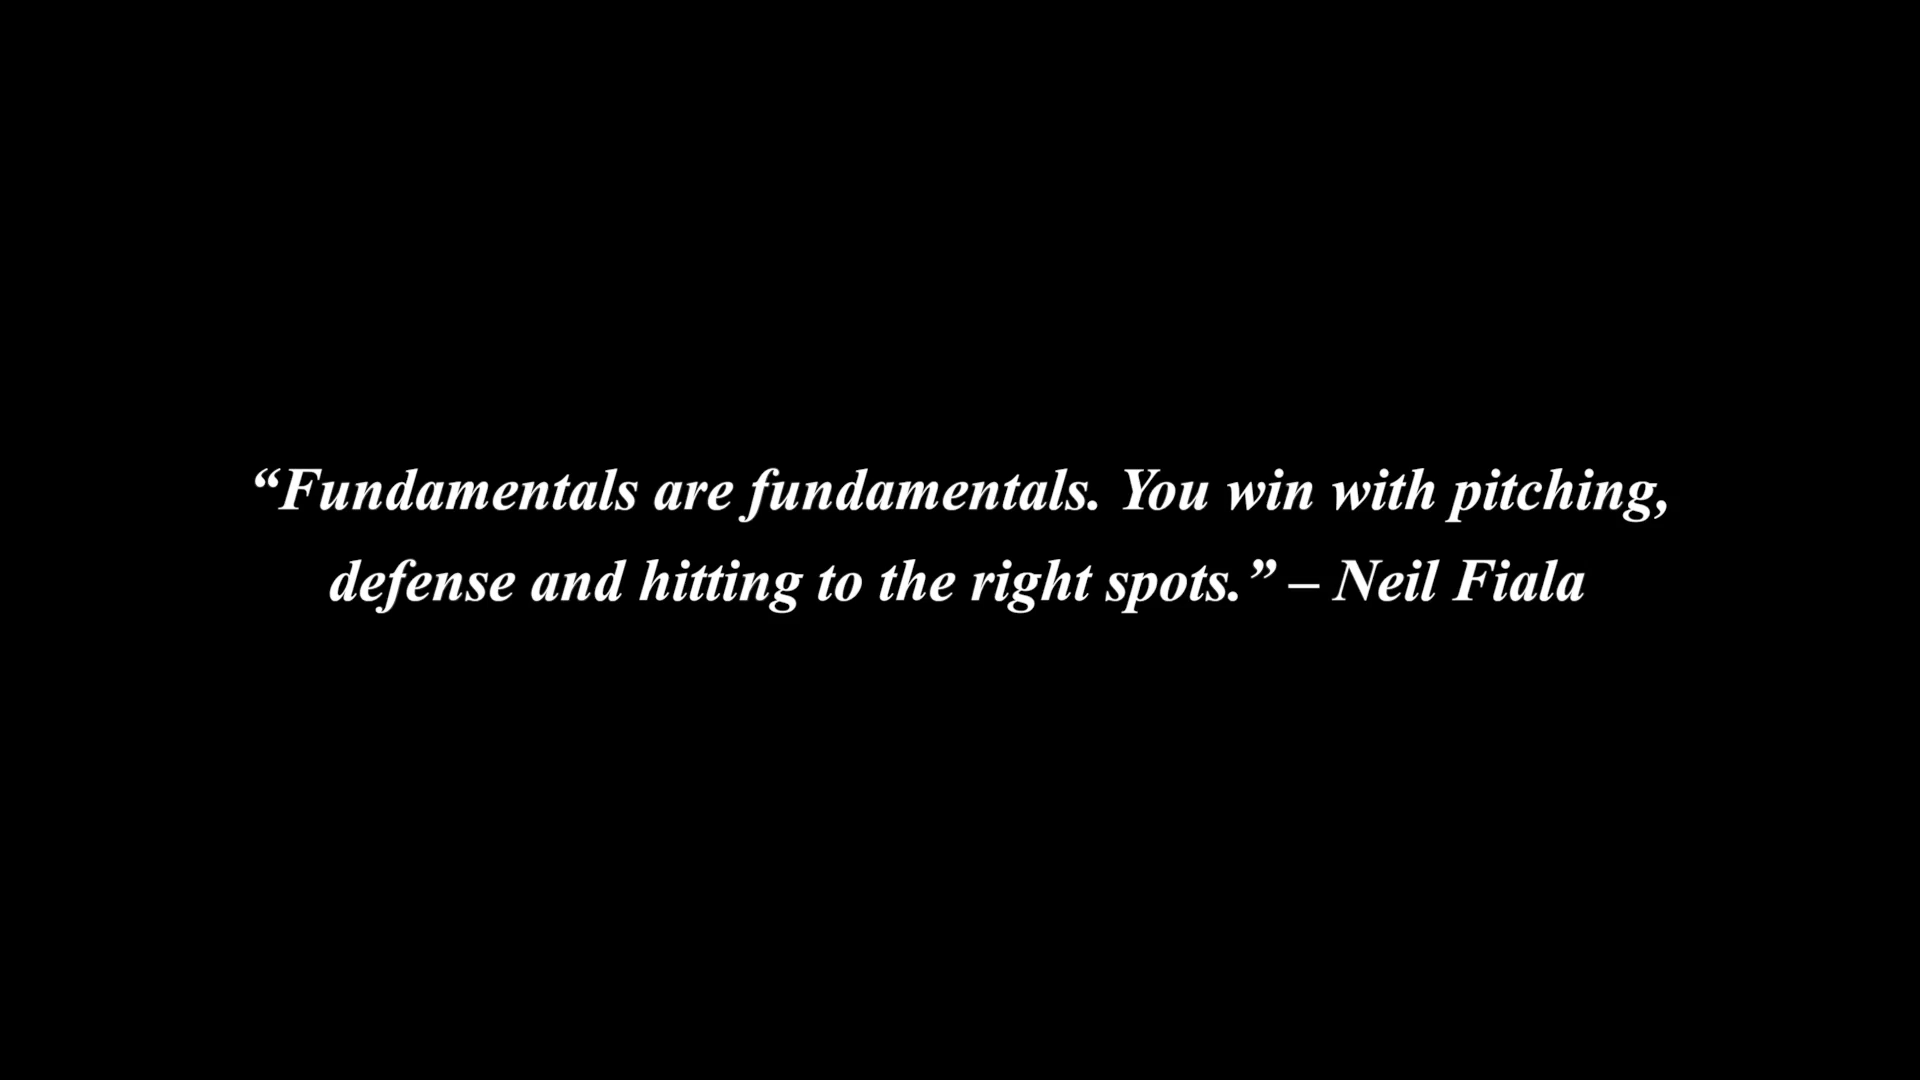 “Fundamentals are fundamentals. You win with pitching,
defense and hitting to the right spots.” – Neil Fiala